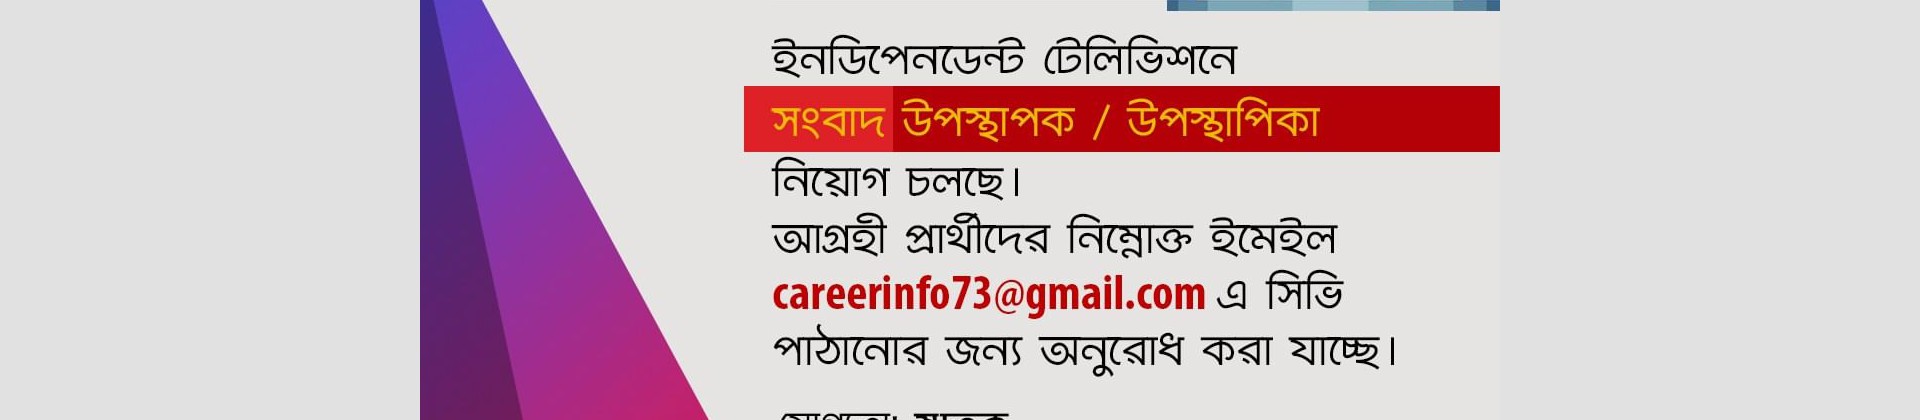 ইনডিপেনডেন্ট টেলিভিশনে
সংবাদ উপস্থাপক / উপস্থাপিকা
নিয়োগ চলছে।
আগ্রহী প্রার্থীদের নিম্নোক্ত ইমেইল
careerinfo73@gmail.com এ সিভি
পাঠানোর জন্য অনুরোধ করা যাচ্ছে।